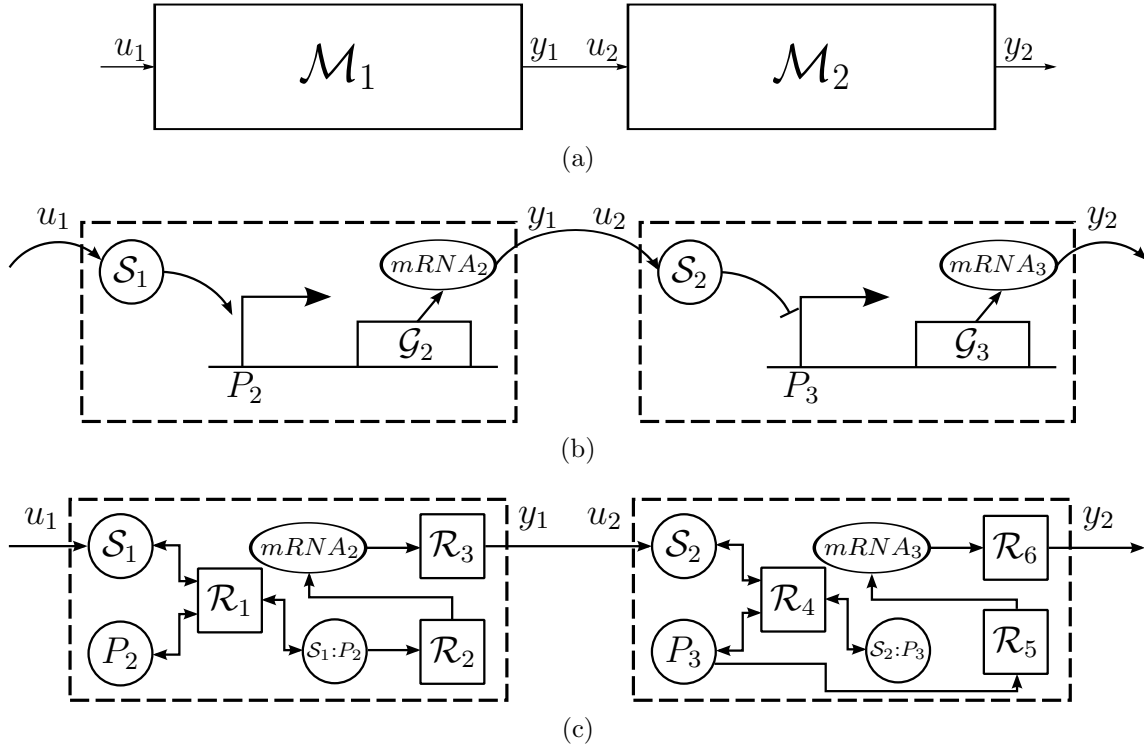 u₁ ℳ₁ y₁ u₂ ℳ₂ y₂
(a)
u₁ y₁ u₂ y₂
𝒮₁ mRNA₂ 𝒮₂ mRNA₃
𝒢₂ 𝒢₃
P₂ P₃
(b)
u₁ y₁ u₂ y₂
𝒮₁ mRNA₂ ℛ₃ 𝒮₂ mRNA₃ ℛ₆
ℛ₁ ℛ₄
P₂ 𝒮₁:P₂ ℛ₂ P₃ 𝒮₂:P₃ ℛ₅
(c)